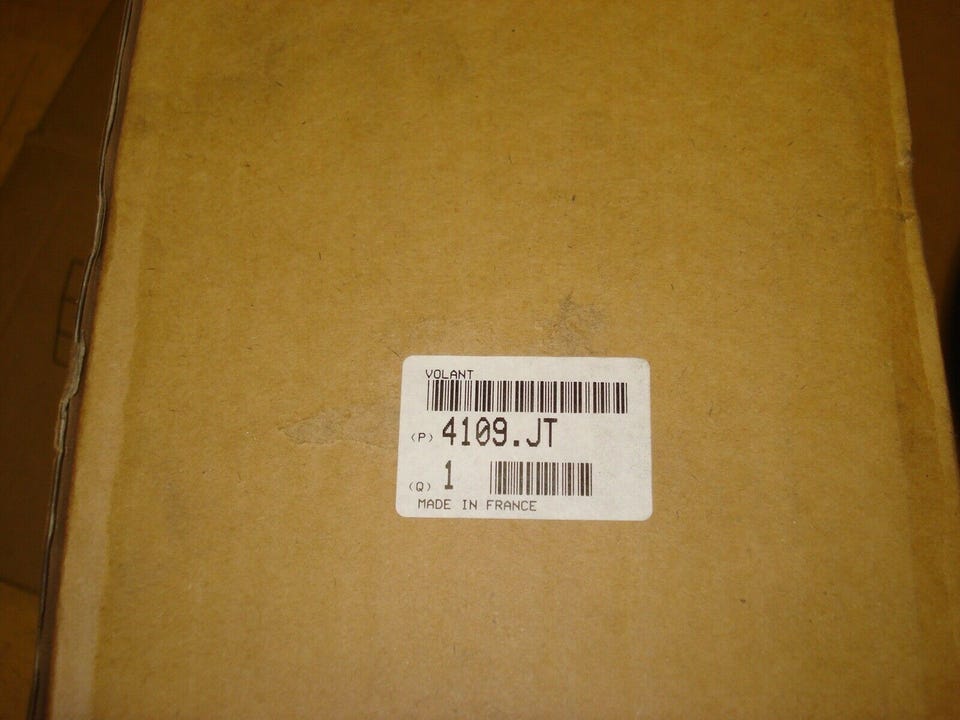 VOLANT
(P) 4109.JT
(Q) 1
MADE IN FRANCE